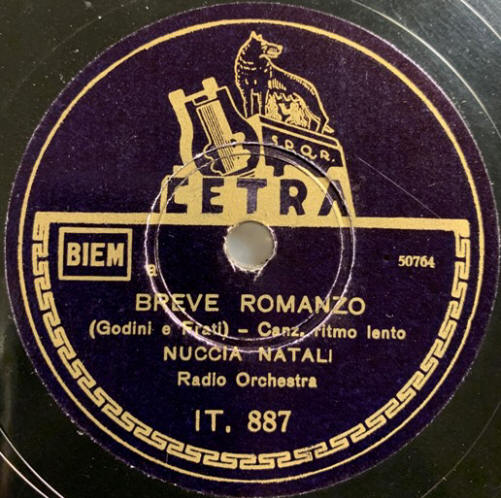 S.P.Q.R.
CETRA
BIEM
B
50764
BREVE ROMANZO
(Godini e Frati) - Canz. ritmo lento
NUCCIA NATALI
Radio Orchestra
IT. 887